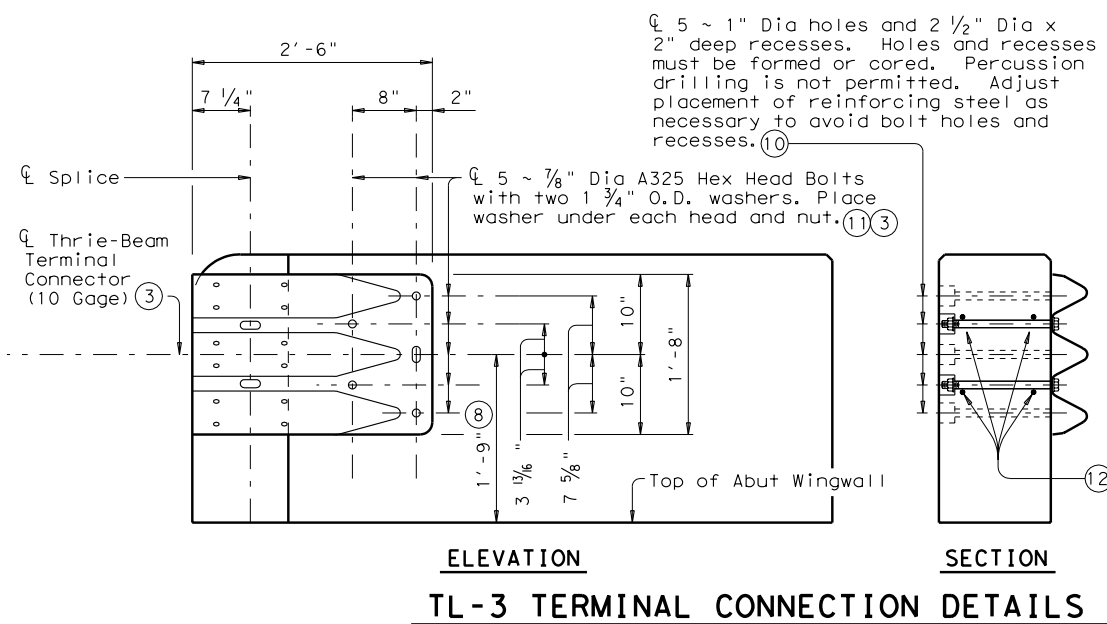 ℄ 5 ~ 1" Dia holes and 2 ½" Dia x
2" deep recesses. Holes and recesses
must be formed or cored. Percussion
drilling is not permitted. Adjust
placement of reinforcing steel as
necessary to avoid bolt holes and
recesses. 10
2'-6"
7 ¼"
8"
2"
℄ Splice
℄ 5 ~ ⅞" Dia A325 Hex Head Bolts
with two 1 ¾" O.D. washers. Place
washer under each head and nut. 11 3
℄ Thrie-Beam
Terminal
Connector
(10 Gage) 3
10"
10"
1'-8"
8
1'-9"
3 13/16 "
7 ⅝"
Top of Abut Wingwall
12
ELEVATION
SECTION
TL-3 TERMINAL CONNECTION DETAILS